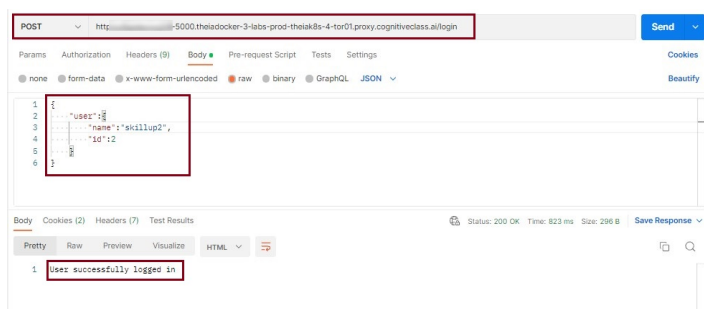 POST http -5000.theiadocker-3-labs-prod-theiak8s-4-tor01.proxy.cognitiveclass.ai/login Send
Params Authorization Headers (9) Body Pre-request Script Tests Settings Cookies
none form-data x-www-form-urlencoded raw binary GraphQL JSON Beautify
1 {
2 "user":{
3 "name":"skillup2",
4 "id":2
5 }
6 }
Body Cookies (2) Headers (7) Test Results Status: 200 OK Time: 823 ms Size: 296 B Save Response
Pretty Raw Preview Visualize HTML
1 User successfully logged in